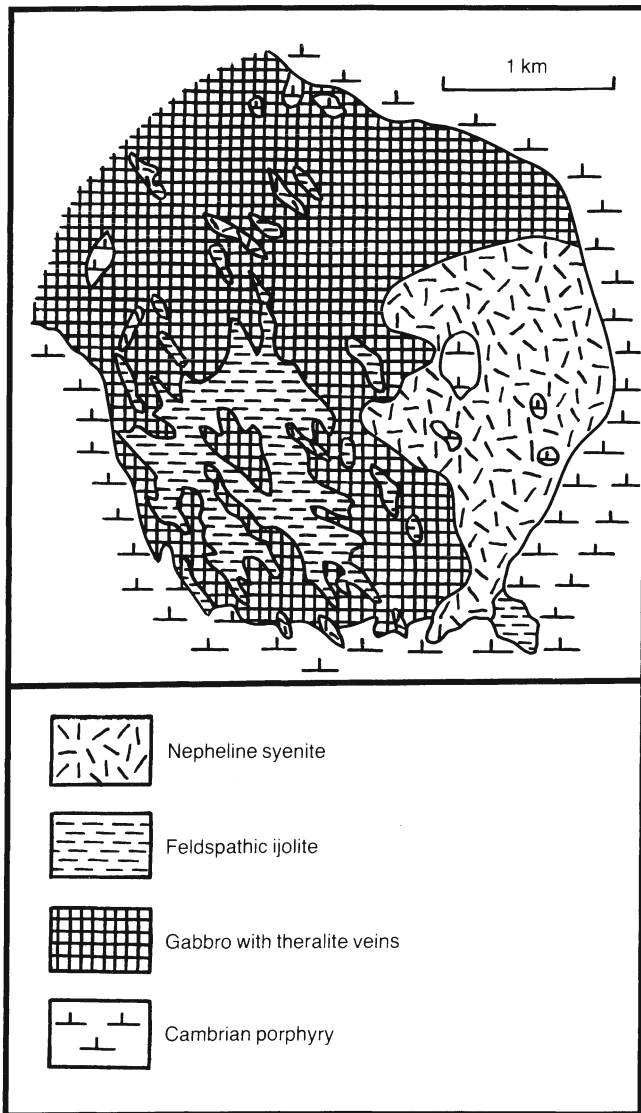 1 km
Nepheline syenite
Feldspathic ijolite
Gabbro with theralite veins
Cambrian porphyry